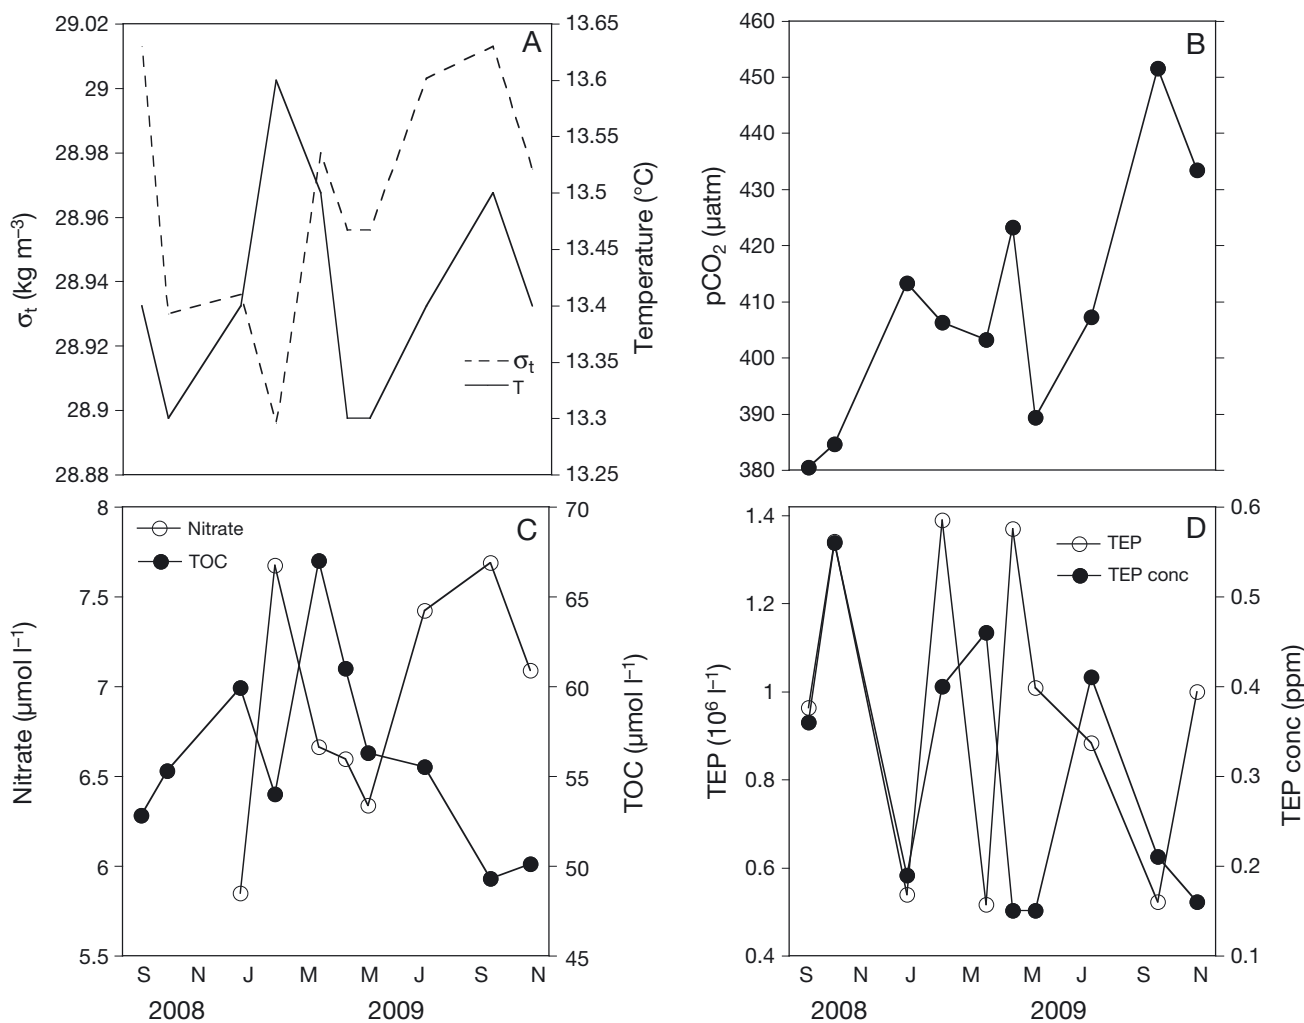 A
29.02
29
28.98
28.96
28.94
28.92
28.9
28.88
σt (kg m–3)
13.65
13.6
13.55
13.5
13.45
13.4
13.35
13.3
13.25
Temperature (°C)
σt
T
B
460
450
440
430
420
410
400
390
380
pCO2 (µatm)
C
Nitrate
TOC
8
7.5
7
6.5
6
5.5
Nitrate (µmol l–1)
70
65
60
55
50
45
TOC (µmol l–1)
S N J M M J S N
2008 2009
D
TEP
TEP conc
1.4
1.2
1
0.8
0.6
0.4
TEP (106 l–1)
0.6
0.5
0.4
0.3
0.2
0.1
TEP conc (ppm)
S N J M M J S N
2008 2009